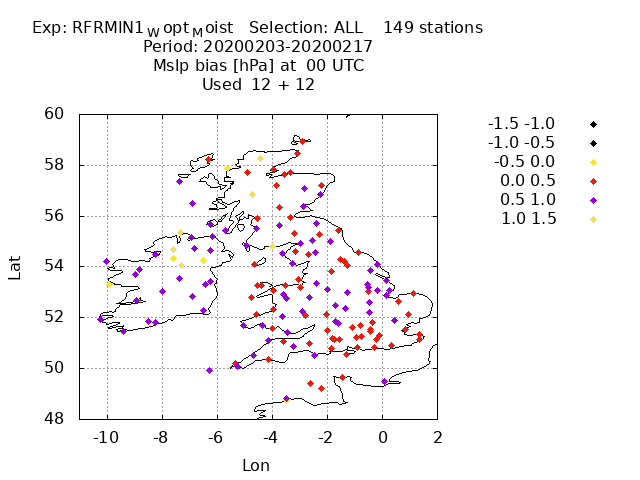 Exp: RFRMIN1WoptMoist Selection: ALL 149 stations
Period: 20200203-20200217
Mslp bias [hPa] at 00 UTC
Used 12 + 12
60
58
56
54
52
50
48
Lat
-10 -8 -6 -4 -2 0 2
Lon
-1.5 -1.0
-1.0 -0.5
-0.5 0.0
0.0 0.5
0.5 1.0
1.0 1.5